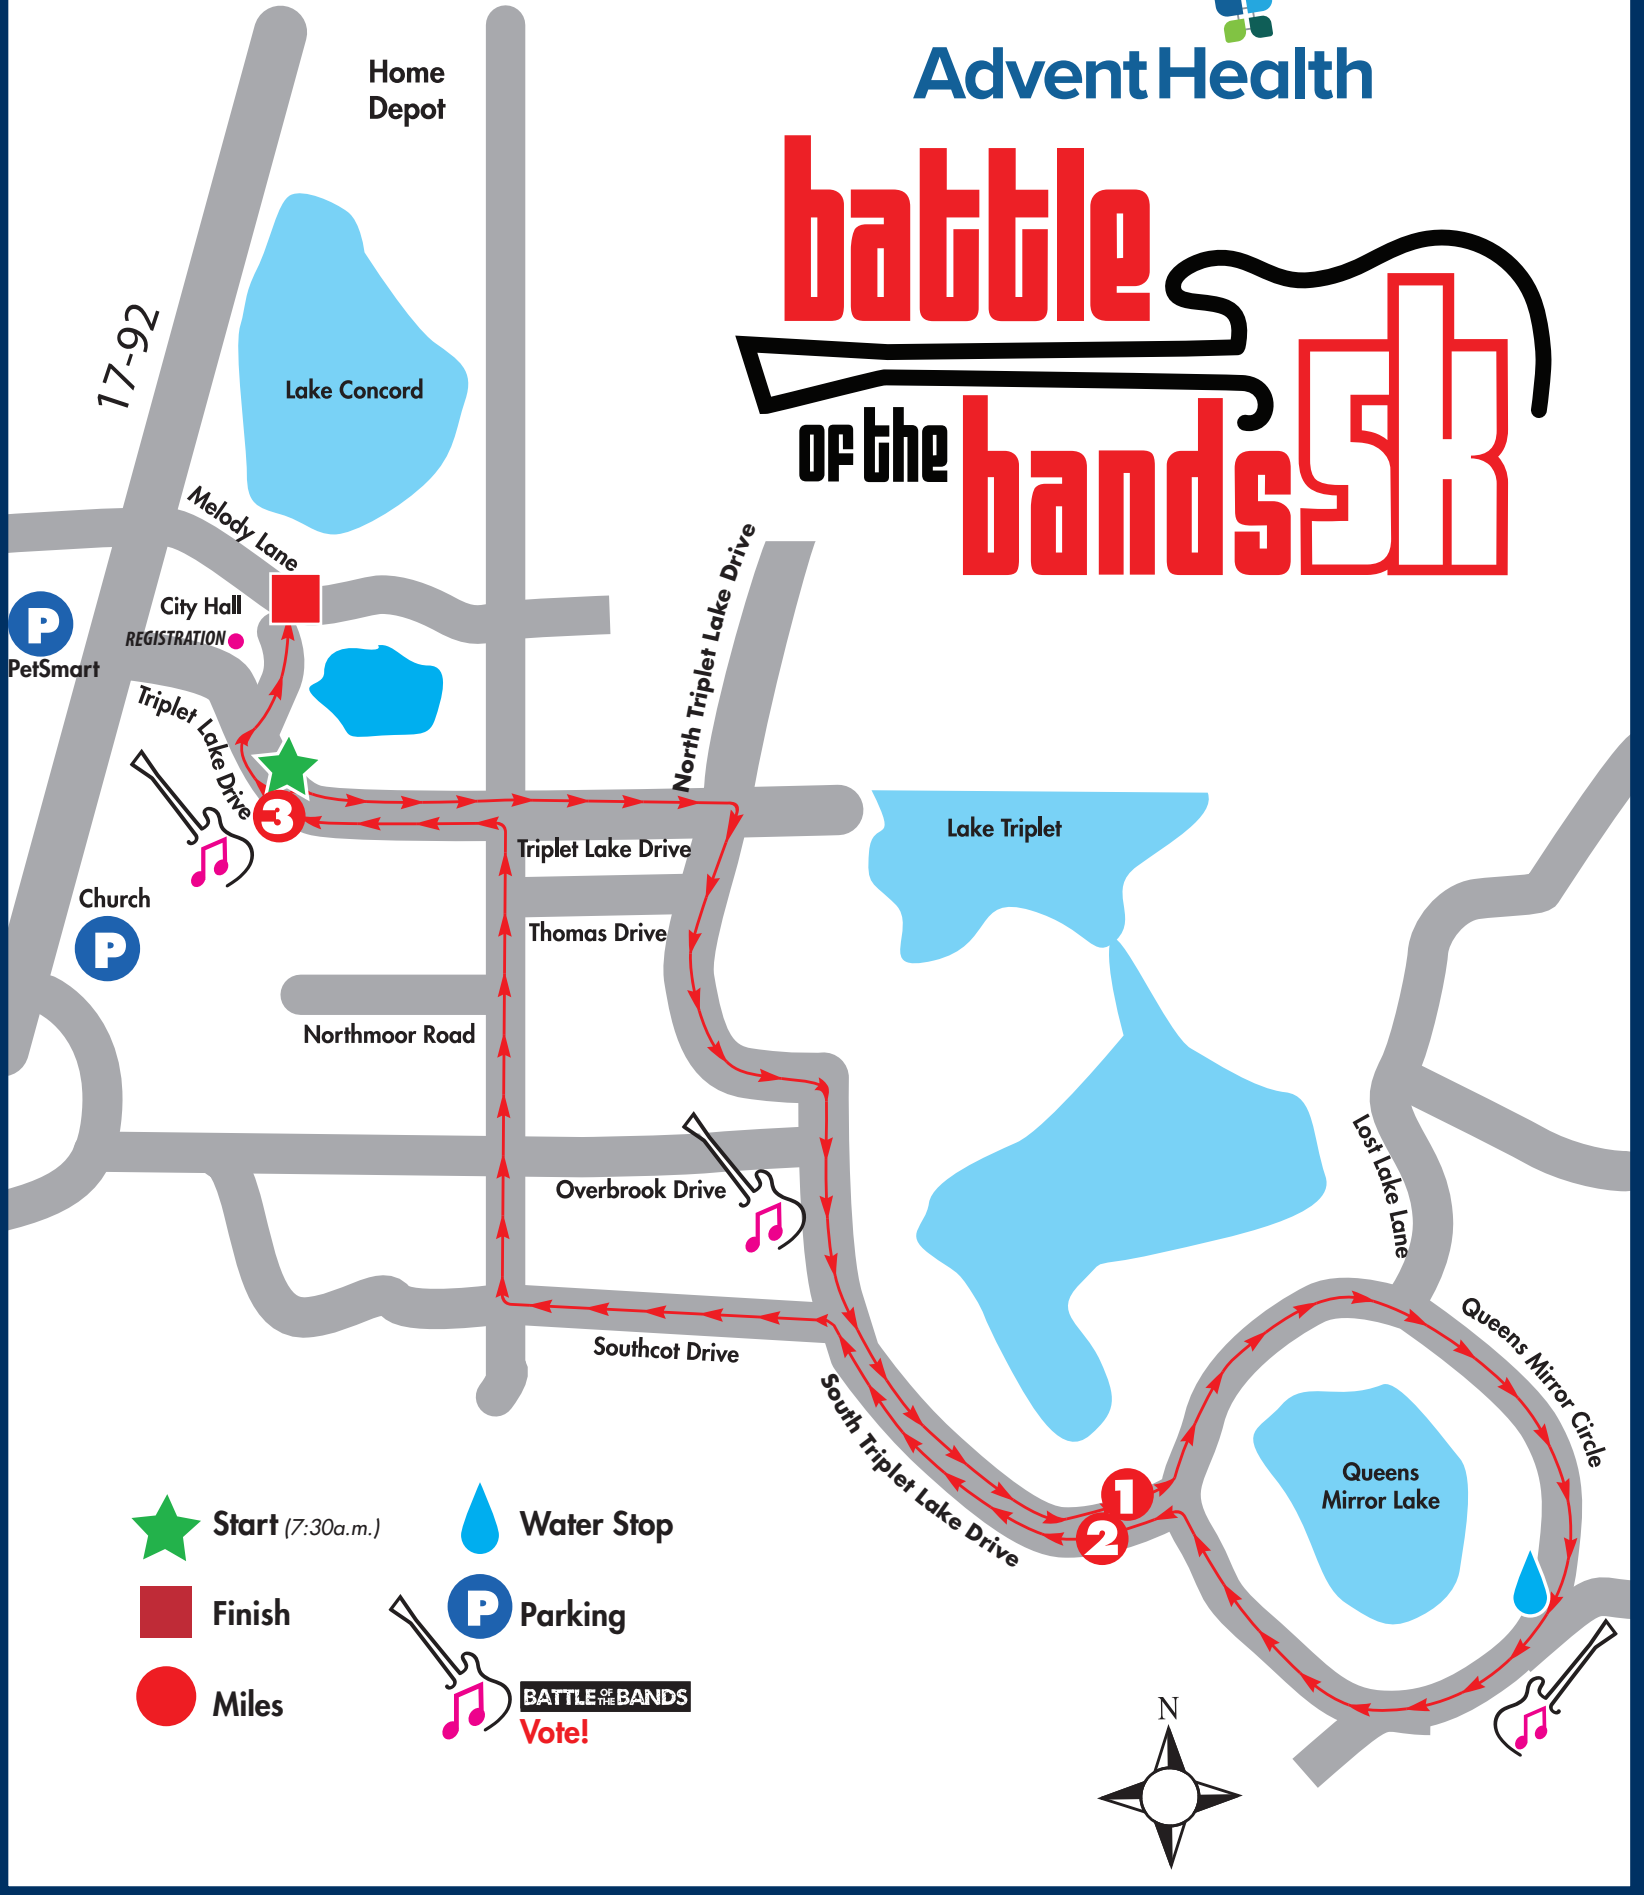 AdventHealth
battle
of the bands 5k
Home
Depot
17-92
Lake Concord
Melody Lane
City Hall
REGISTRATION
P
PetSmart
Triplet Lake Drive
North Triplet Lake Drive
3
Triplet Lake Drive
Lake Triplet
Church
P
Thomas Drive
Northmoor Road
Overbrook Drive
Lost Lake Lane
Southcot Drive
South Triplet Lake Drive
Queens Mirror Circle
Queens
Mirror Lake
1
2
Start (7:30a.m.)
Water Stop
Finish
P Parking
Miles
BATTLE OF THE BANDS
Vote!
N